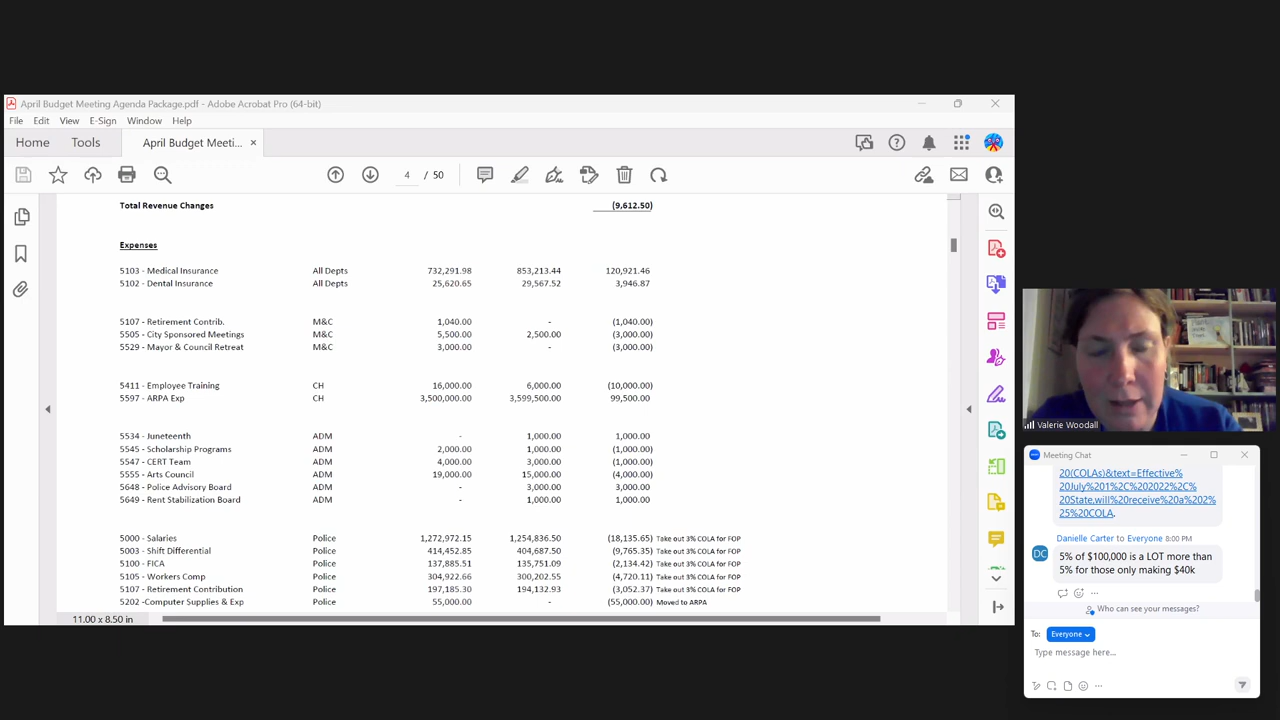 April Budget Meeting Agenda Package.pdf - Adobe Acrobat Pro (64-bit)
File Edit View E-Sign Window Help
Home Tools April Budget Meeti... ×
4 / 50
Total Revenue Changes (9,612.50)
Expenses
5103 - Medical Insurance All Depts 732,291.98 853,213.44 120,921.46
5102 - Dental Insurance All Depts 25,620.65 29,567.52 3,946.87
5107 - Retirement Contrib. M&C 1,040.00 - (1,040.00)
5505 - City Sponsored Meetings M&C 5,500.00 2,500.00 (3,000.00)
5529 - Mayor & Council Retreat M&C 3,000.00 - (3,000.00)
5411 - Employee Training CH 16,000.00 6,000.00 (10,000.00)
5597 - ARPA Exp CH 3,500,000.00 3,599,500.00 99,500.00
5534 - Juneteenth ADM - 1,000.00 1,000.00
5545 - Scholarship Programs ADM 2,000.00 1,000.00 (1,000.00)
5547 - CERT Team ADM 4,000.00 3,000.00 (1,000.00)
5555 - Arts Council ADM 19,000.00 15,000.00 (4,000.00)
5648 - Police Advisory Board ADM - 3,000.00 3,000.00
5649 - Rent Stabilization Board ADM - 1,000.00 1,000.00
5000 - Salaries Police 1,272,972.15 1,254,836.50 (18,135.65) Take out 3% COLA for FOP
5003 - Shift Differential Police 414,452.85 404,687.50 (9,765.35) Take out 3% COLA for FOP
5100 - FICA Police 137,885.51 135,751.09 (2,134.42) Take out 3% COLA for FOP
5105 - Workers Comp Police 304,922.66 300,202.55 (4,720.11) Take out 3% COLA for FOP
5107 - Retirement Contribution Police 197,185.30 194,132.93 (3,052.37) Take out 3% COLA for FOP
5202 -Computer Supplies & Exp Police 55,000.00 - (55,000.00) Moved to ARPA
11.00 x 8.50 in
Valerie Woodall
Meeting Chat
20(COLAs)&text=Effective%
20July%201%2C%202022%2C%
20State,will%20receive%20a%202%
25%20COLA.
Danielle Carter to Everyone 8:00 PM
DC
5% of $100,000 is a LOT more than
5% for those only making $40k
Who can see your messages?
To: Everyone
Type message here...